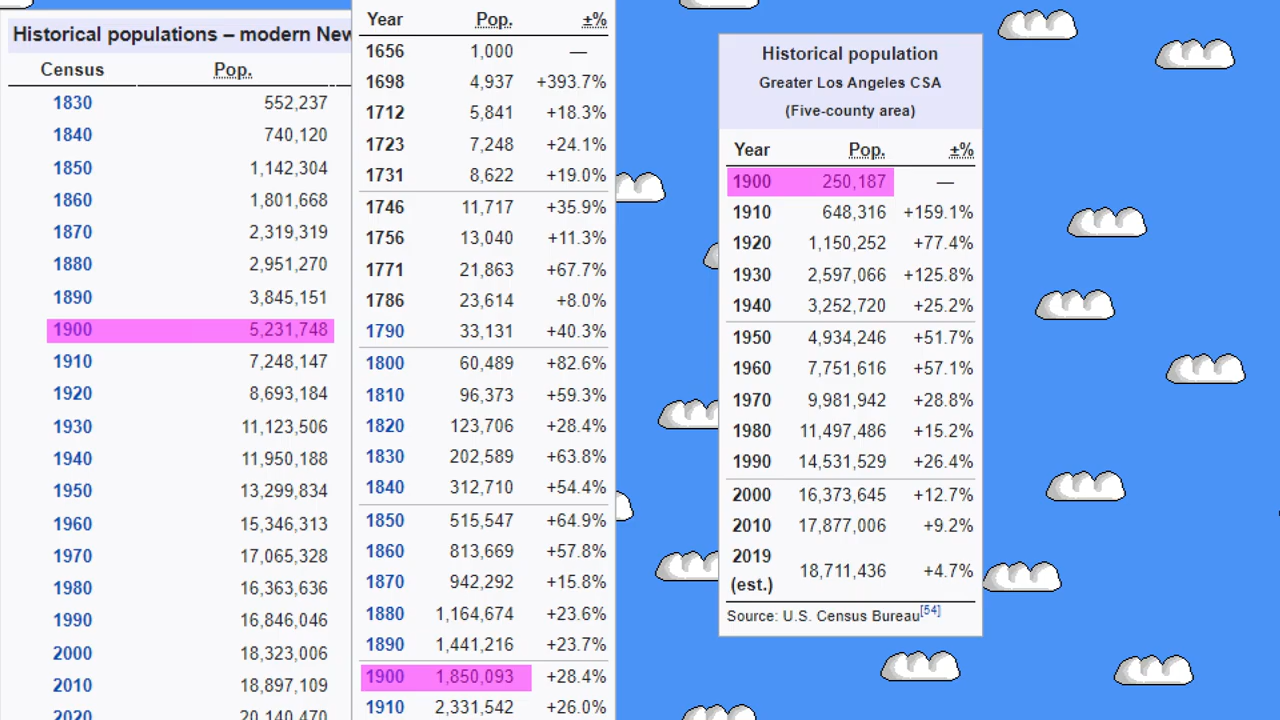 Historical populations – modern New
Census Pop.
1830 552,237
1840 740,120
1850 1,142,304
1860 1,801,668
1870 2,319,319
1880 2,951,270
1890 3,845,151
1900 5,231,748
1910 7,248,147
1920 8,693,184
1930 11,123,506
1940 11,950,188
1950 13,299,834
1960 15,346,313
1970 17,065,328
1980 16,363,636
1990 16,846,046
2000 18,323,006
2010 18,897,109
2020 20,140,470
Year Pop. ±%
1656 1,000 —
1698 4,937 +393.7%
1712 5,841 +18.3%
1723 7,248 +24.1%
1731 8,622 +19.0%
1746 11,717 +35.9%
1756 13,040 +11.3%
1771 21,863 +67.7%
1786 23,614 +8.0%
1790 33,131 +40.3%
1800 60,489 +82.6%
1810 96,373 +59.3%
1820 123,706 +28.4%
1830 202,589 +63.8%
1840 312,710 +54.4%
1850 515,547 +64.9%
1860 813,669 +57.8%
1870 942,292 +15.8%
1880 1,164,674 +23.6%
1890 1,441,216 +23.7%
1900 1,850,093 +28.4%
1910 2,331,542 +26.0%
Historical population
Greater Los Angeles CSA
(Five-county area)
Year Pop. ±%
1900 250,187 —
1910 648,316 +159.1%
1920 1,150,252 +77.4%
1930 2,597,066 +125.8%
1940 3,252,720 +25.2%
1950 4,934,246 +51.7%
1960 7,751,616 +57.1%
1970 9,981,942 +28.8%
1980 11,497,486 +15.2%
1990 14,531,529 +26.4%
2000 16,373,645 +12.7%
2010 17,877,006 +9.2%
2019
(est.) 18,711,436 +4.7%
Source: U.S. Census Bureau[54]